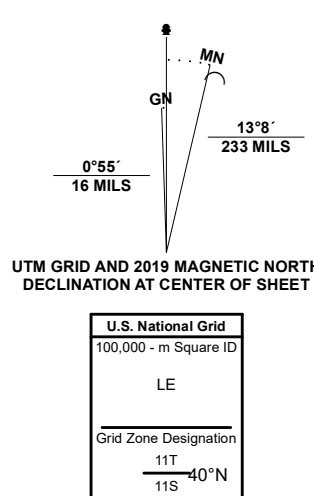 MN
GN
13°8´
233 MILS
0°55´
16 MILS
UTM GRID AND 2019 MAGNETIC NORTH
DECLINATION AT CENTER OF SHEET
U.S. National Grid
100,000 - m Square ID
LE
Grid Zone Designation
11T
40°N
11S